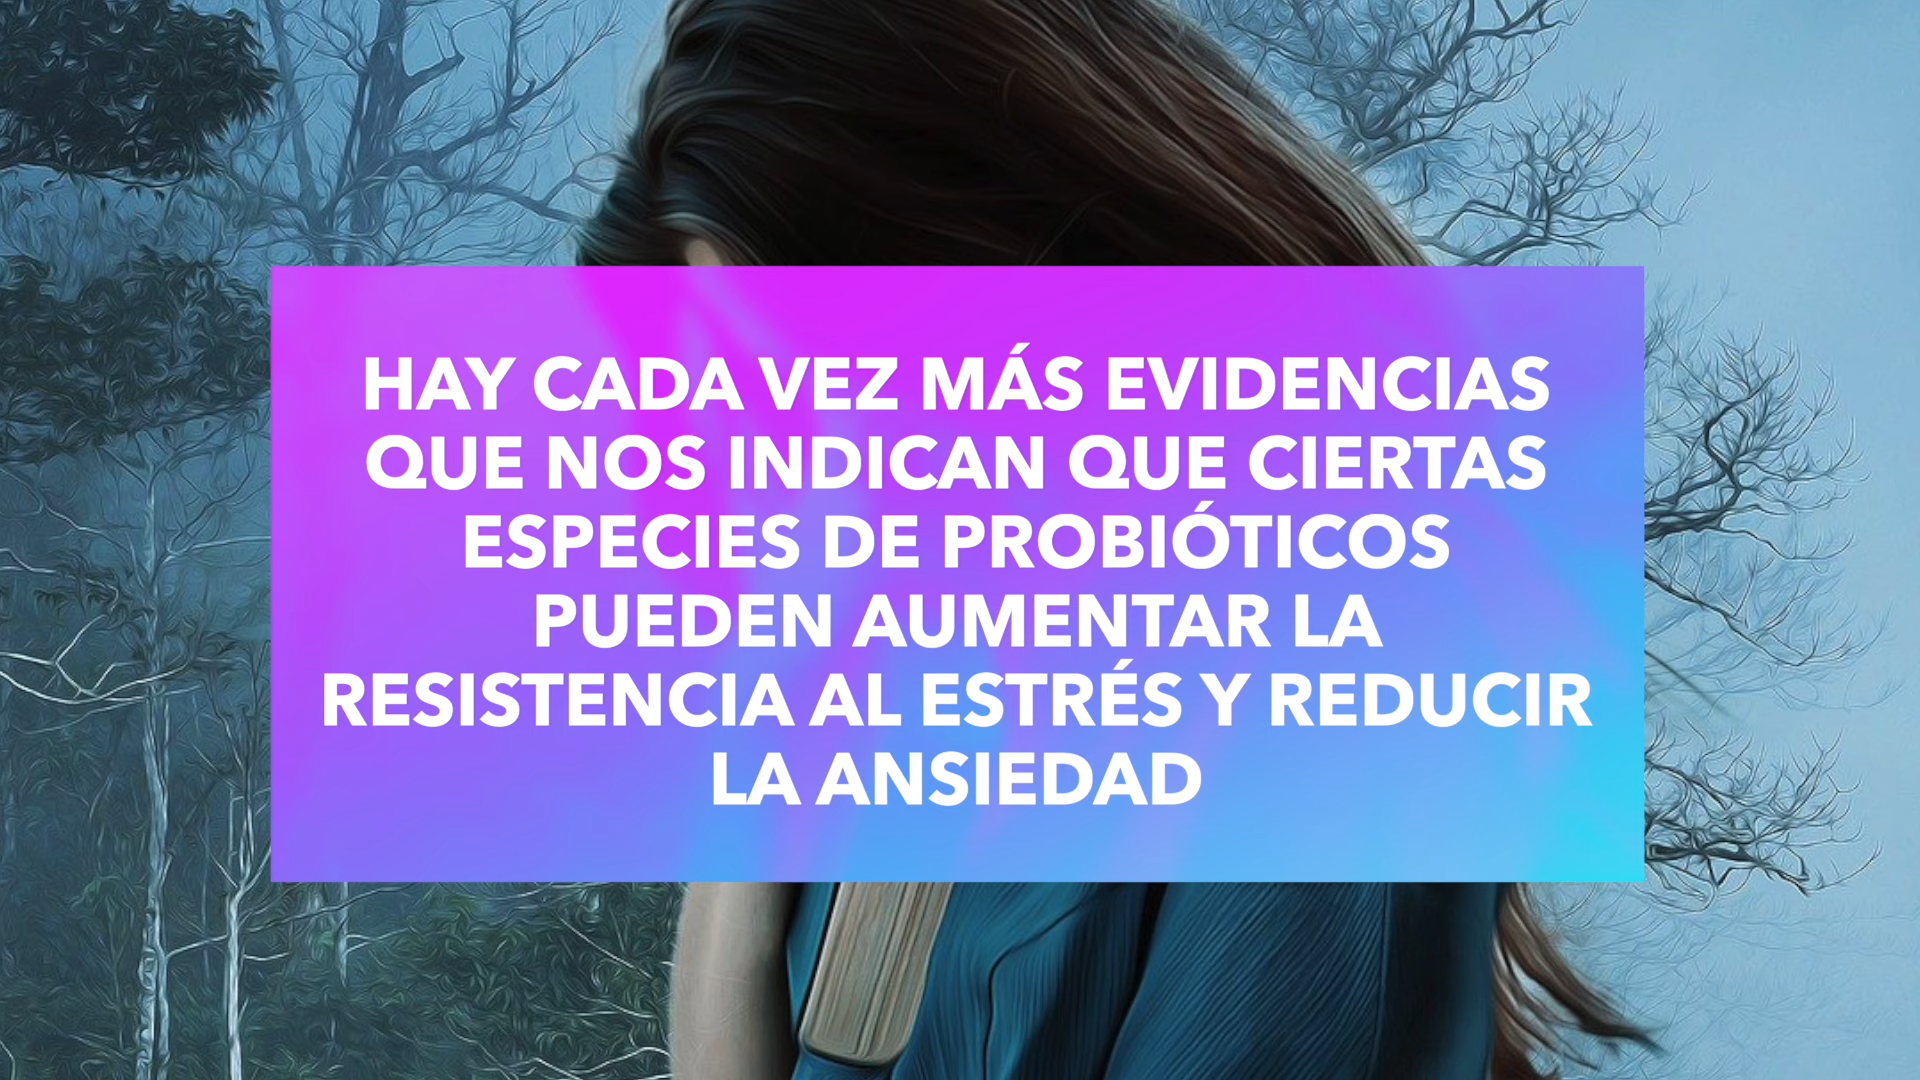 HAY CADA VEZ MÁS EVIDENCIAS
QUE NOS INDICAN QUE CIERTAS
ESPECIES DE PROBIÓTICOS
PUEDEN AUMENTAR LA
RESISTENCIA AL ESTRÉS Y REDUCIR
LA ANSIEDAD